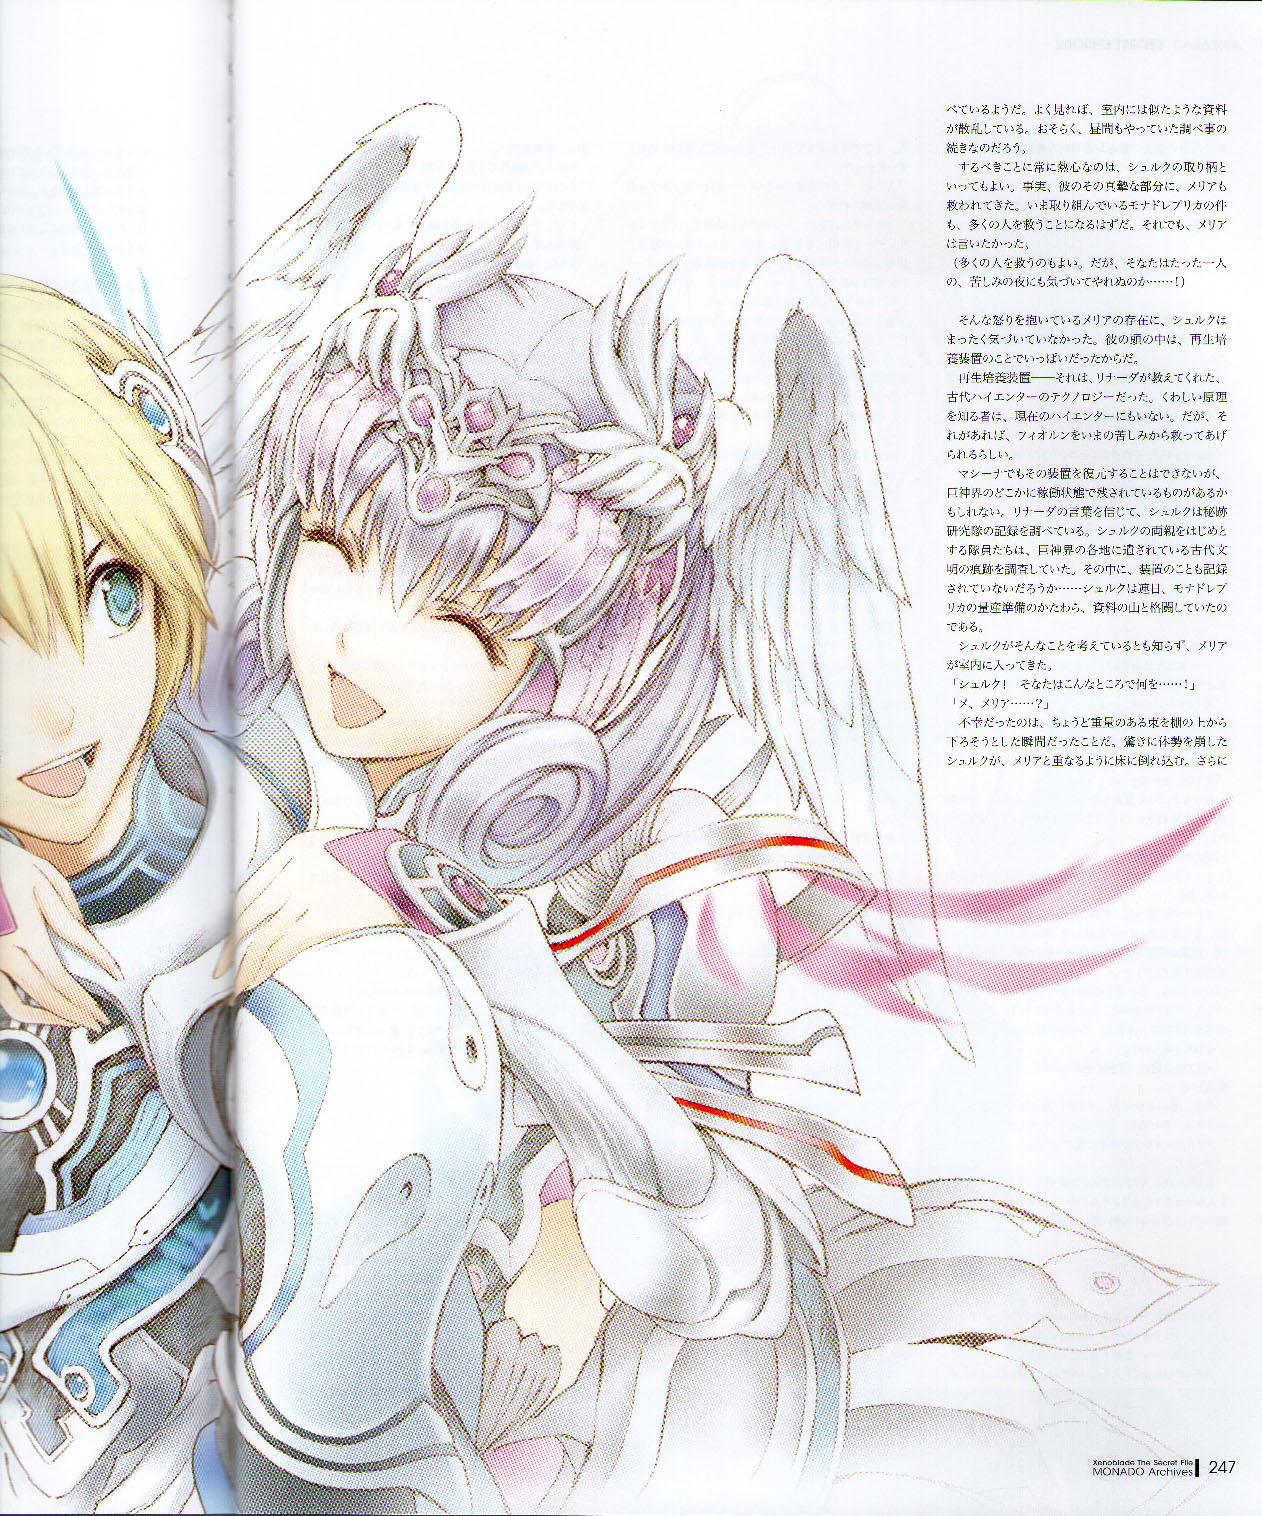 べているようだ。よく見れば、室内には似たような資料
が散乱している。おそらく、昼間もやっていた調べ事の
続きなのだろう。
するべきことに常に熱心なのは、シュルクの取り柄と
いってもよい。事実、彼のその真摯な部分に、メリアも
救われてきた。いま取り組んでいるモナドレプリカの件
も、多くの人を救うことになるはずだ。それでも、メリア
は言いたかった。
（多くの人を救うのもよい。だが、そなたはたった一人
の、苦しみの夜にも気づいてやれぬのか……！）
そんな怒りを抱いているメリアの存在に、シュルクは
まったく気づいていなかった。彼の頭の中は、再生培
養装置のことでいっぱいだったからだ。
再生培養装置――それは、リナーダが教えてくれた、
古代ハイエンターのテクノロジーだった。くわしい原理
を知る者は、現在のハイエンターにもいない。だが、そ
れがあれば、フィオルンをいまの苦しみから救ってあげ
られるらしい。
マシーナでもその装置を復元することはできないが、
巨神界のどこかに稼働状態で残されているものがあるか
もしれない。リナーダの言葉を信じて、シュルクは秘跡
研究隊の記録を調べている。シュルクの両親をはじめと
する隊員たちは、巨神界の各地に遺されている古代文
明の痕跡を調査していた。その中に、装置のことも記録
されていないだろうか……シュルクは連日、モナドレプ
リカの量産準備のかたわら、資料の山と格闘していたの
である。
シュルクがそんなことを考えているとも知らず、メリア
が室内に入ってきた。
「シュルク！　そなたはこんなところで何を……！」
「メ、メリア……？」
不幸だったのは、ちょうど重量のある束を棚の上から
下ろそうとした瞬間だったことだ。驚きに体勢を崩した
シュルクが、メリアと重なるように床に倒れ込む。さらに
Xenoblade The Secret File
MONADO Archives 247